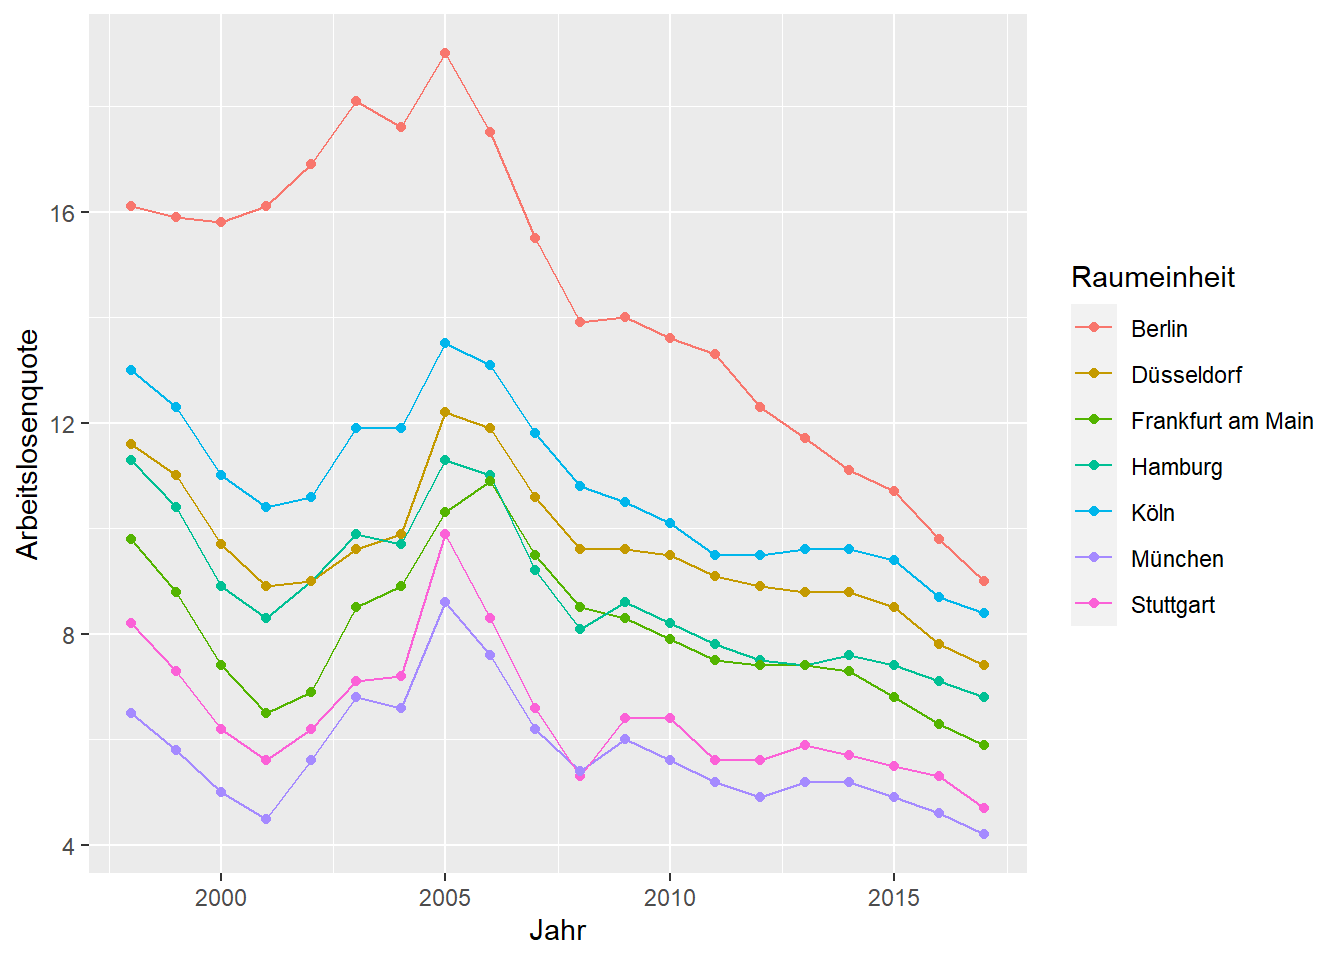 Arbeitslosenquote
16
12
8
4
2000
2005
2010
2015
Jahr
Raumeinheit
Berlin
Düsseldorf
Frankfurt am Main
Hamburg
Köln
München
Stuttgart